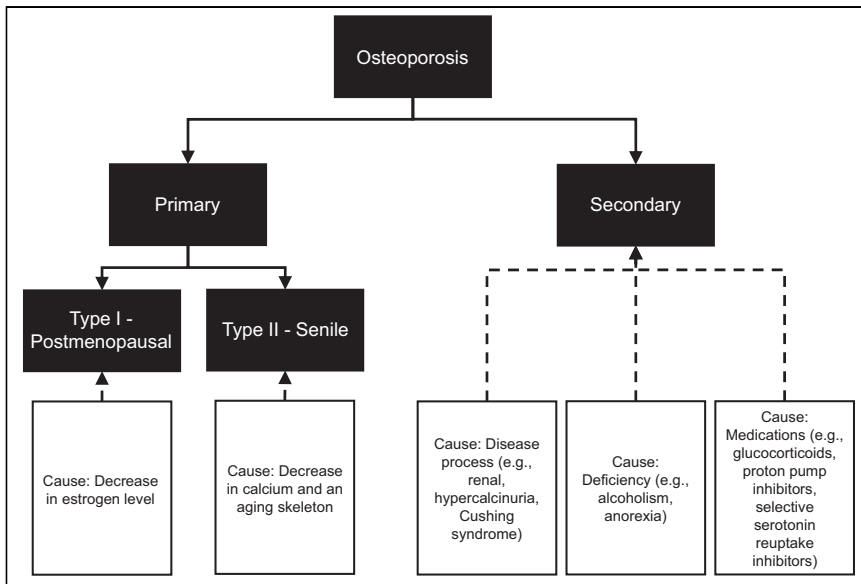 Osteoporosis
Primary
Secondary
Type I -
Postmenopausal
Type II - Senile
Cause: Decrease
in estrogen level
Cause: Decrease
in calcium and an
aging skeleton
Cause: Disease
process (e.g.,
renal,
hypercalcinuria,
Cushing
syndrome)
Cause:
Deficiency (e.g.,
alcoholism,
anorexia)
Cause:
Medications (e.g.,
glucocorticoids,
proton pump
inhibitors,
selective
serotonin
reuptake
inhibitors)